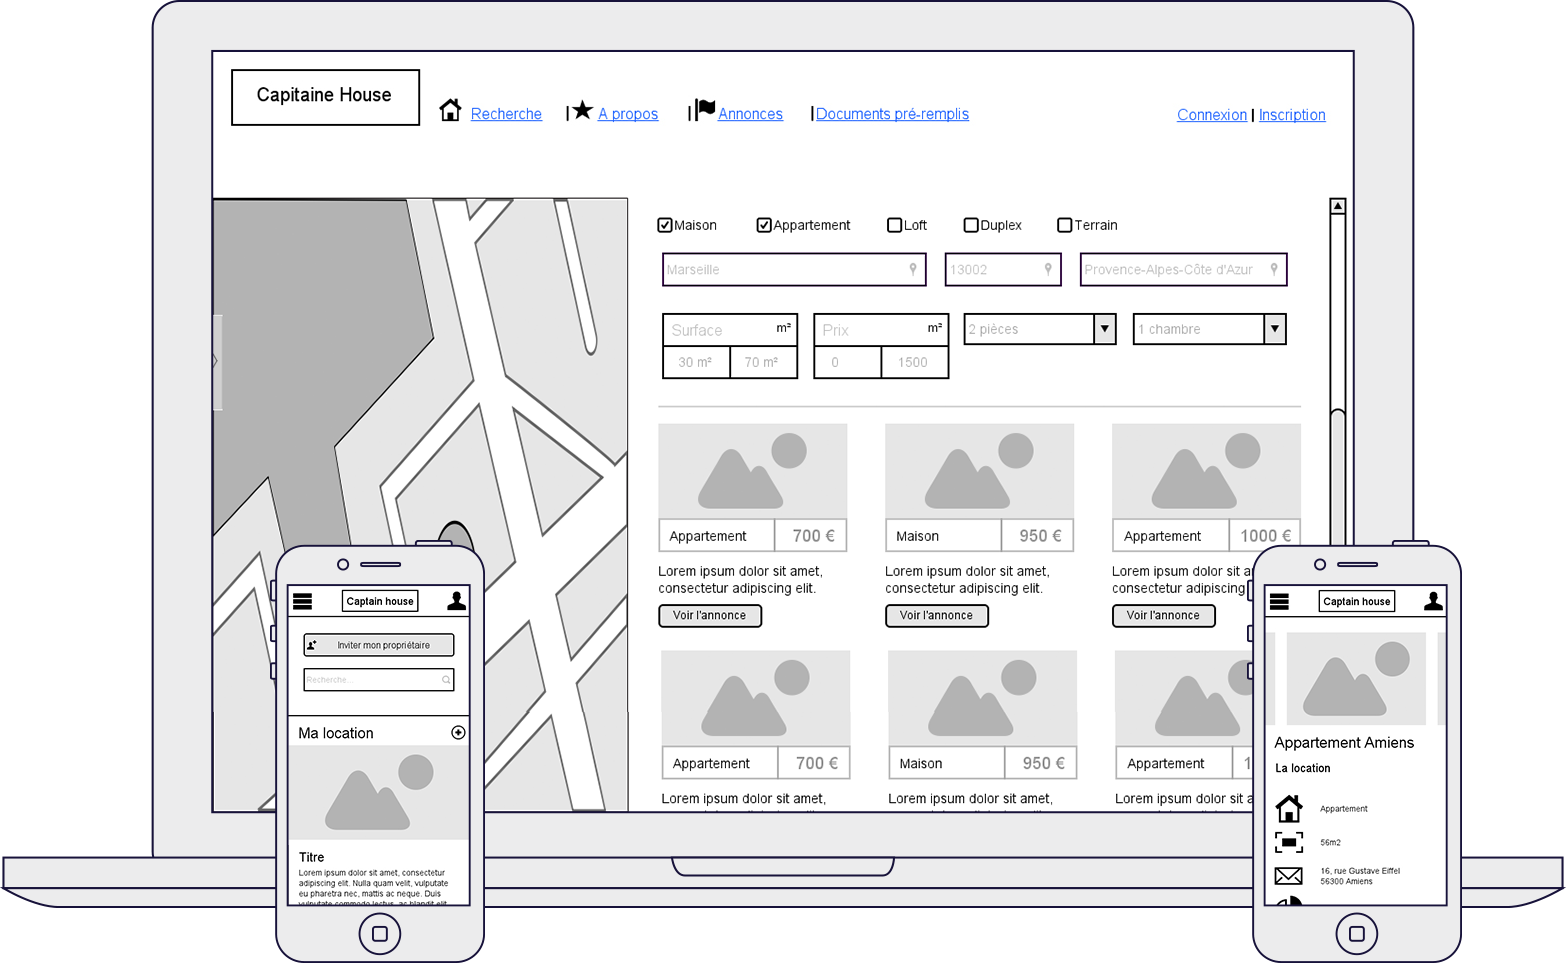 Capitaine House
Recherche
A propos
Annonces
Documents pré-remplis
Connexion | Inscription
Maison
Appartement
Loft
Duplex
Terrain
Marseille
13002
Provence-Alpes-Côte d'Azur
Surface m²
30 m² 70 m²
Prix m²
0 1500
2 pièces
1 chambre
Appartement 700 €
Lorem ipsum dolor sit amet,
consectetur adipiscing elit.
Voir l'annonce
Maison 950 €
Lorem ipsum dolor sit amet,
consectetur adipiscing elit.
Voir l'annonce
Appartement 1000 €
Lorem ipsum dolor sit
consectetur adipiscing
Voir l'annonce
Appartement 700 €
Lorem ipsum dolor sit amet,
Maison 950 €
Lorem ipsum dolor sit amet,
Appartement 1
Lorem ipsum dolor sit a
Captain house
Inviter mon propriétaire
Recherche...
Ma location
Titre
Lorem ipsum dolor sit amet, consectetur
adipiscing elit. Nulla quam velit, vulputate
eu pharetra nec, mattis ac neque. Duis
vulputate commodo lectus, ac blandit elit
Captain house
Appartement Amiens
La location
Appartement
56m2
16, rue Gustave Eiffel
56300 Amiens